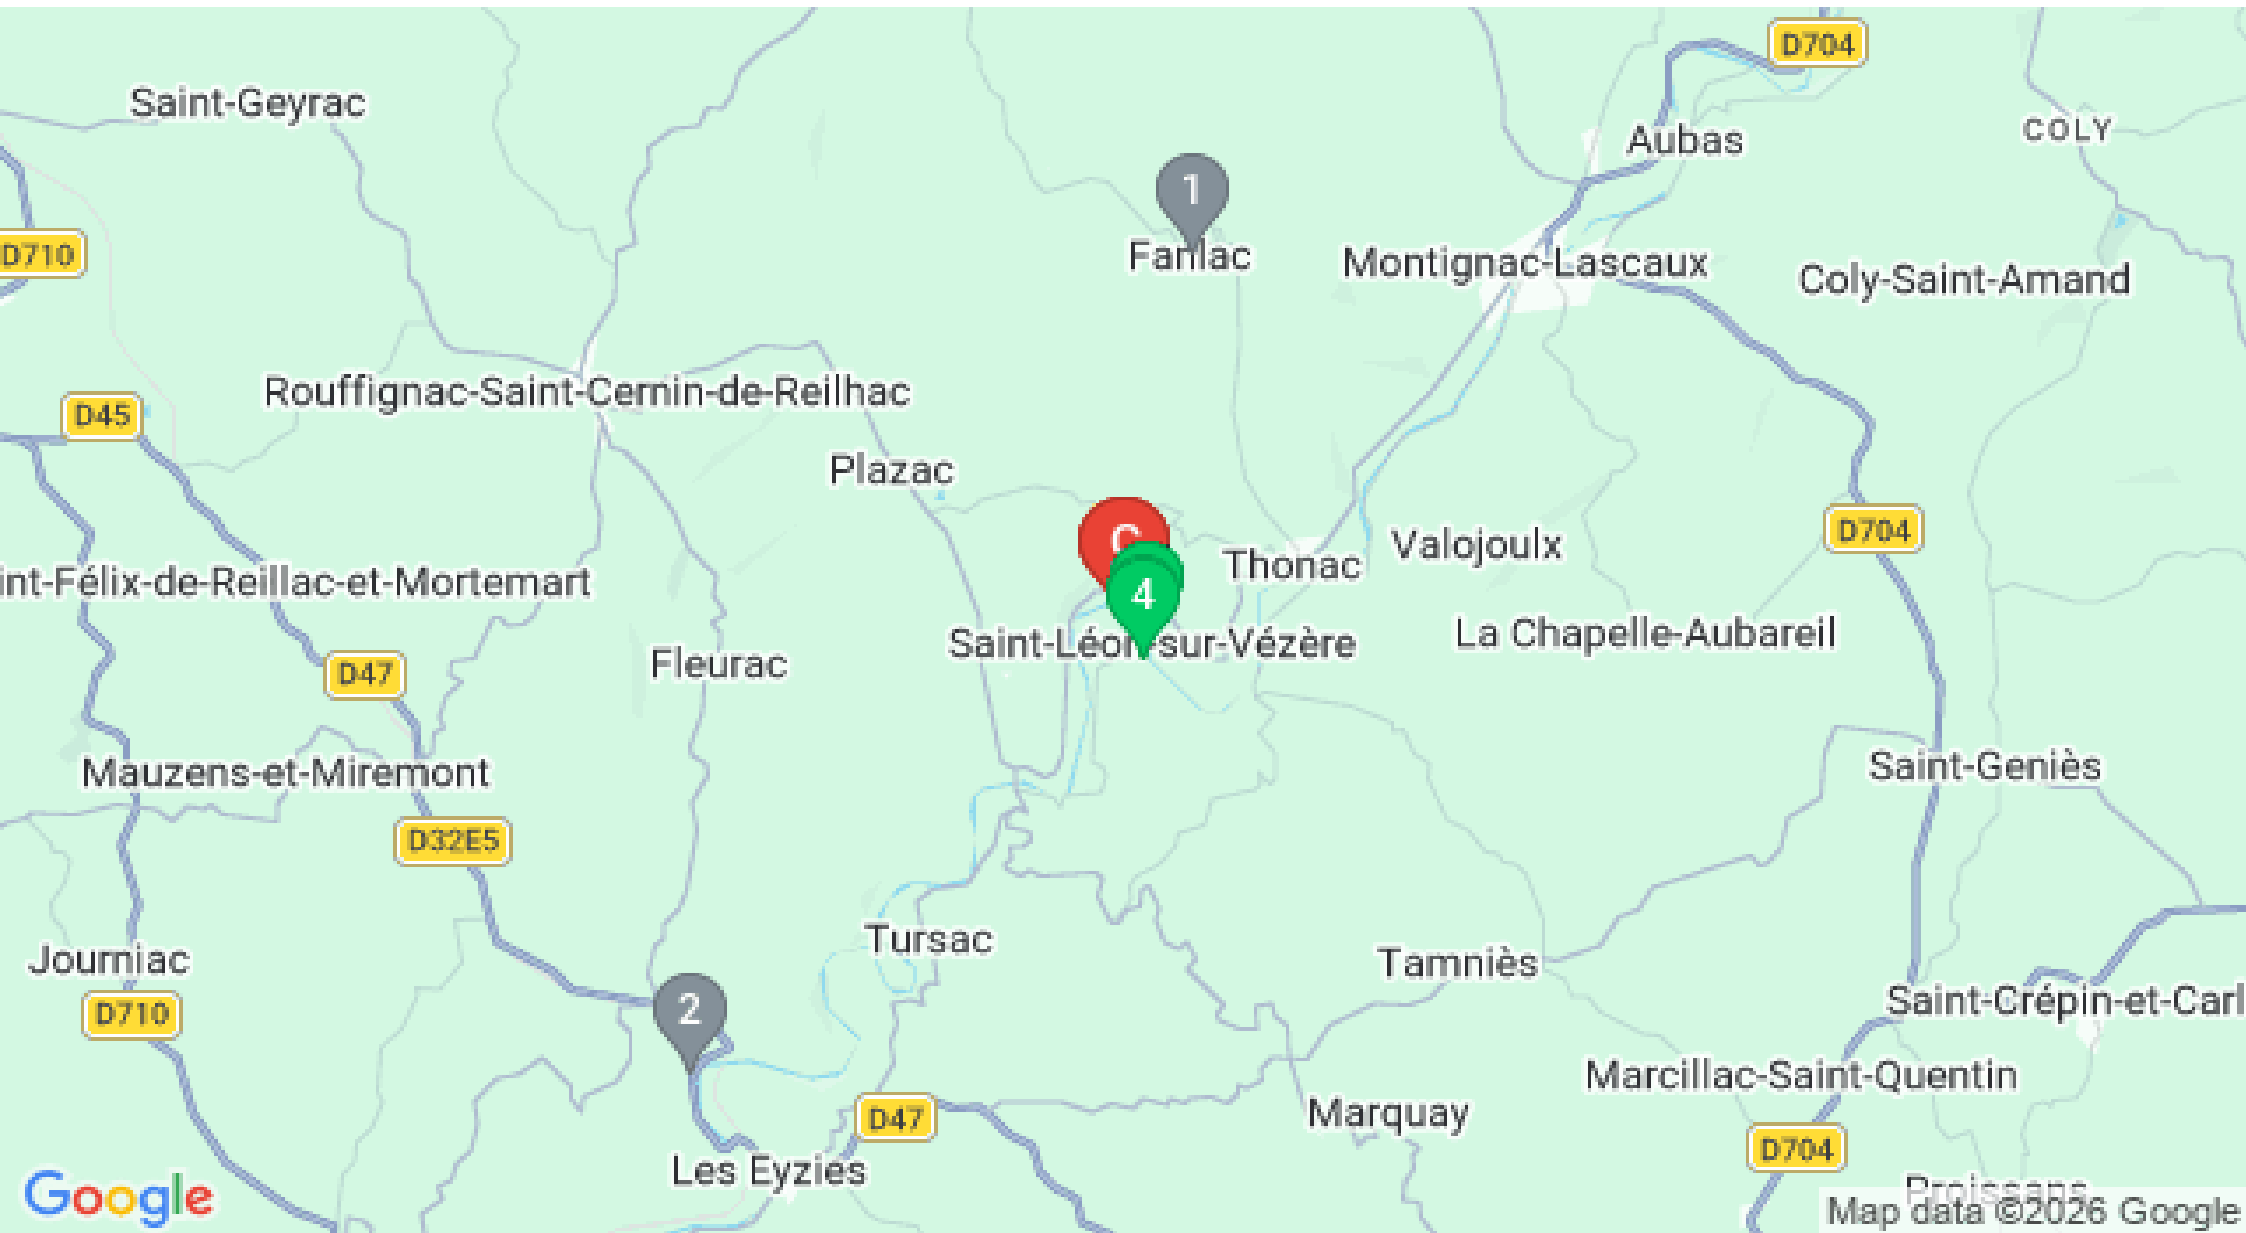 D704
Saint-Geyrac
Aubas
COLY
1
D710
Fanlac
Montignac-Lascaux
Coly-Saint-Amand
Rouffignac-Saint-Cernin-de-Reilhac
D45
Plazac
D704
C
Valojoulx
Thonac
int-Félix-de-Reillac-et-Mortemart
4
La Chapelle-Aubareil
Saint-Léon-sur-Vézère
Fleurac
D47
Saint-Geniès
Mauzens-et-Miremont
D32E5
Tursac
Journiac
Tamniès
Saint-Crépin-et-Carl
2
D710
Marcillac-Saint-Quentin
Marquay
D47
D704
Les Eyzies
Proissans
Google
Map data ©2026 Google